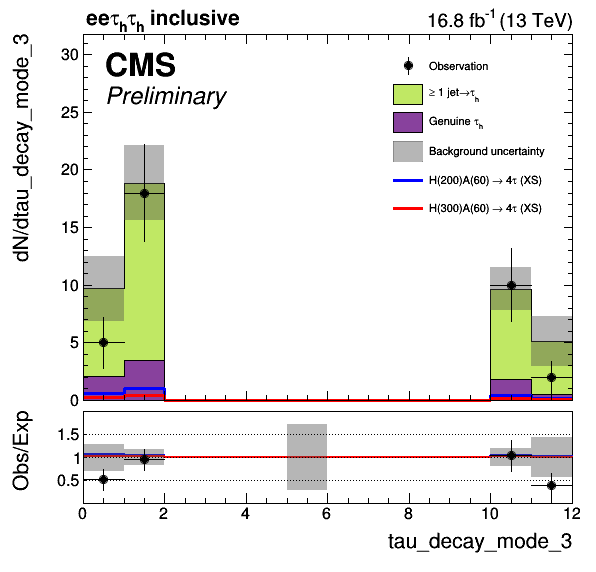 eeτhτh inclusive
16.8 fb-1 (13 TeV)
CMS
Preliminary
Observation
≥ 1 jet→τh
Genuine τh
Background uncertainty
H(200)A(60) → 4τ (XS)
H(300)A(60) → 4τ (XS)
dN/dtau_decay_mode_3
30
25
20
15
10
5
0
Obs/Exp
1.5
1
0.5
0 2 4 6 8 10 12
tau_decay_mode_3